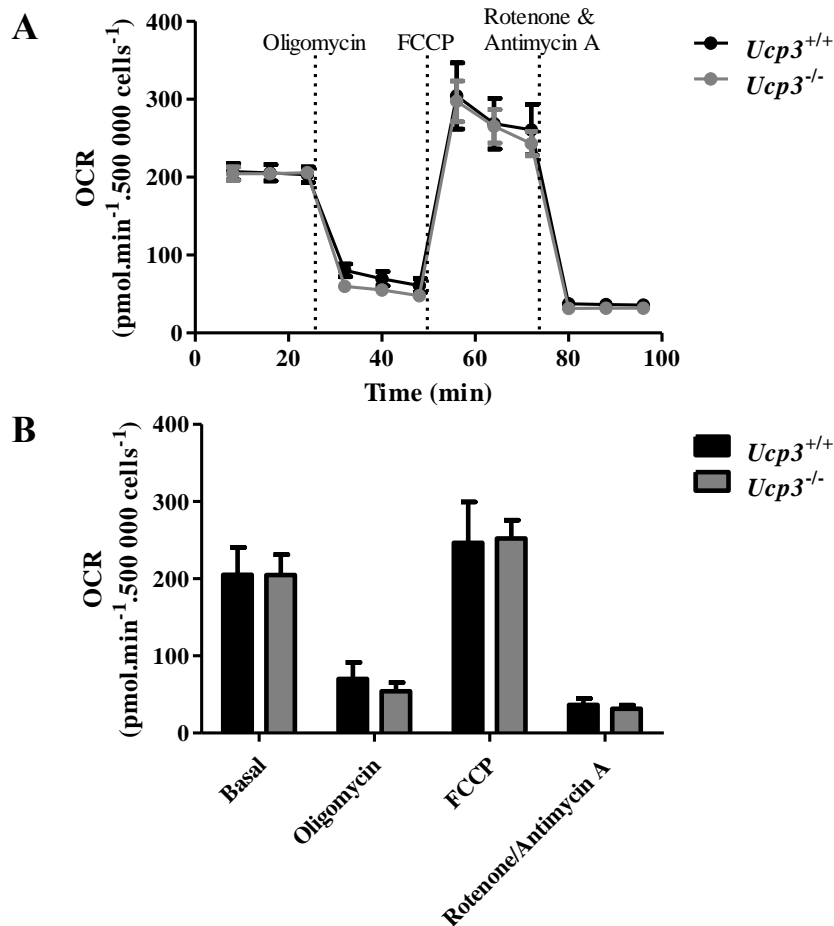 A
Oligomycin
FCCP
Rotenone &
Antimycin A
Ucp3+/+
Ucp3-/-
400
300
200
100
0
OCR
(pmol.min-1.500 000 cells-1)
0 20 40 60 80 100
Time (min)
B
Ucp3+/+
Ucp3-/-
400
300
200
100
0
OCR
(pmol.min-1.500 000 cells-1)
Basal
Oligomycin
FCCP
Rotenone/Antimycin A